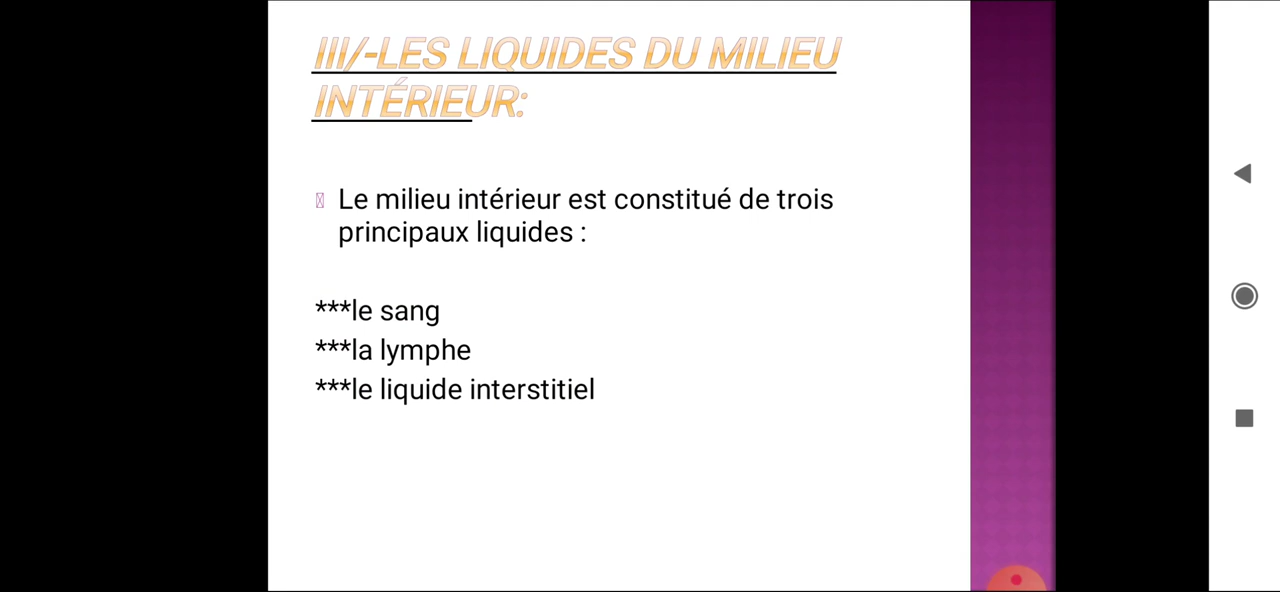 III/-LES LIQUIDES DU MILIEU
INTÉRIEUR:
Le milieu intérieur est constitué de trois
principaux liquides :
***le sang
***la lymphe
***le liquide interstitiel